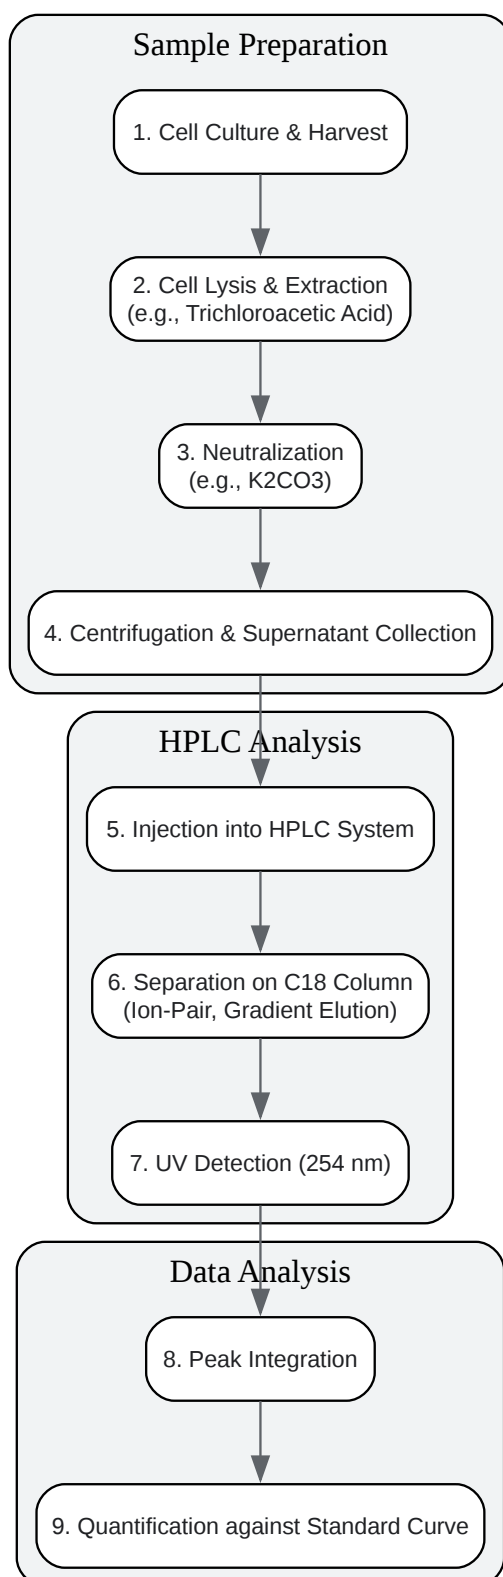 Sample Preparation
1. Cell Culture & Harvest
2. Cell Lysis & Extraction
(e.g., Trichloroacetic Acid)
3. Neutralization
(e.g., K2CO3)
4. Centrifugation & Supernatant Collection
HPLC Analysis
5. Injection into HPLC System
6. Separation on C18 Column
(Ion-Pair, Gradient Elution)
7. UV Detection (254 nm)
Data Analysis
8. Peak Integration
9. Quantification against Standard Curve